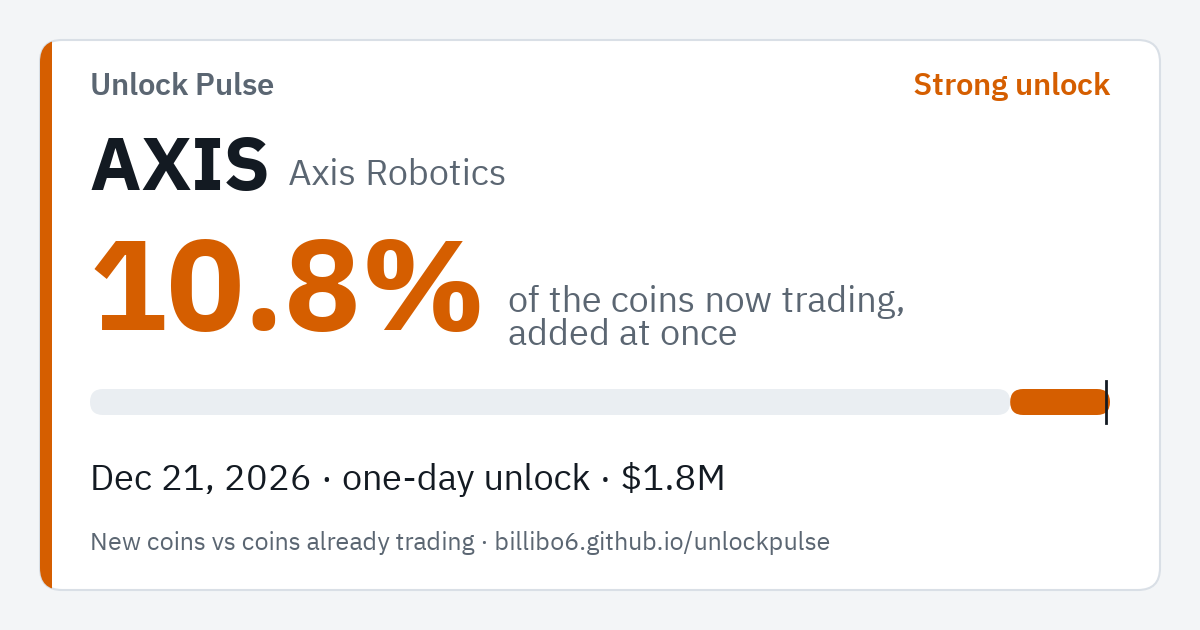 Unlock Pulse
Strong unlock
AXIS Axis Robotics
10.8% of the coins now trading,
added at once
Dec 21, 2026 · one-day unlock · $1.8M
New coins vs coins already trading · billibo6.github.io/unlockpulse